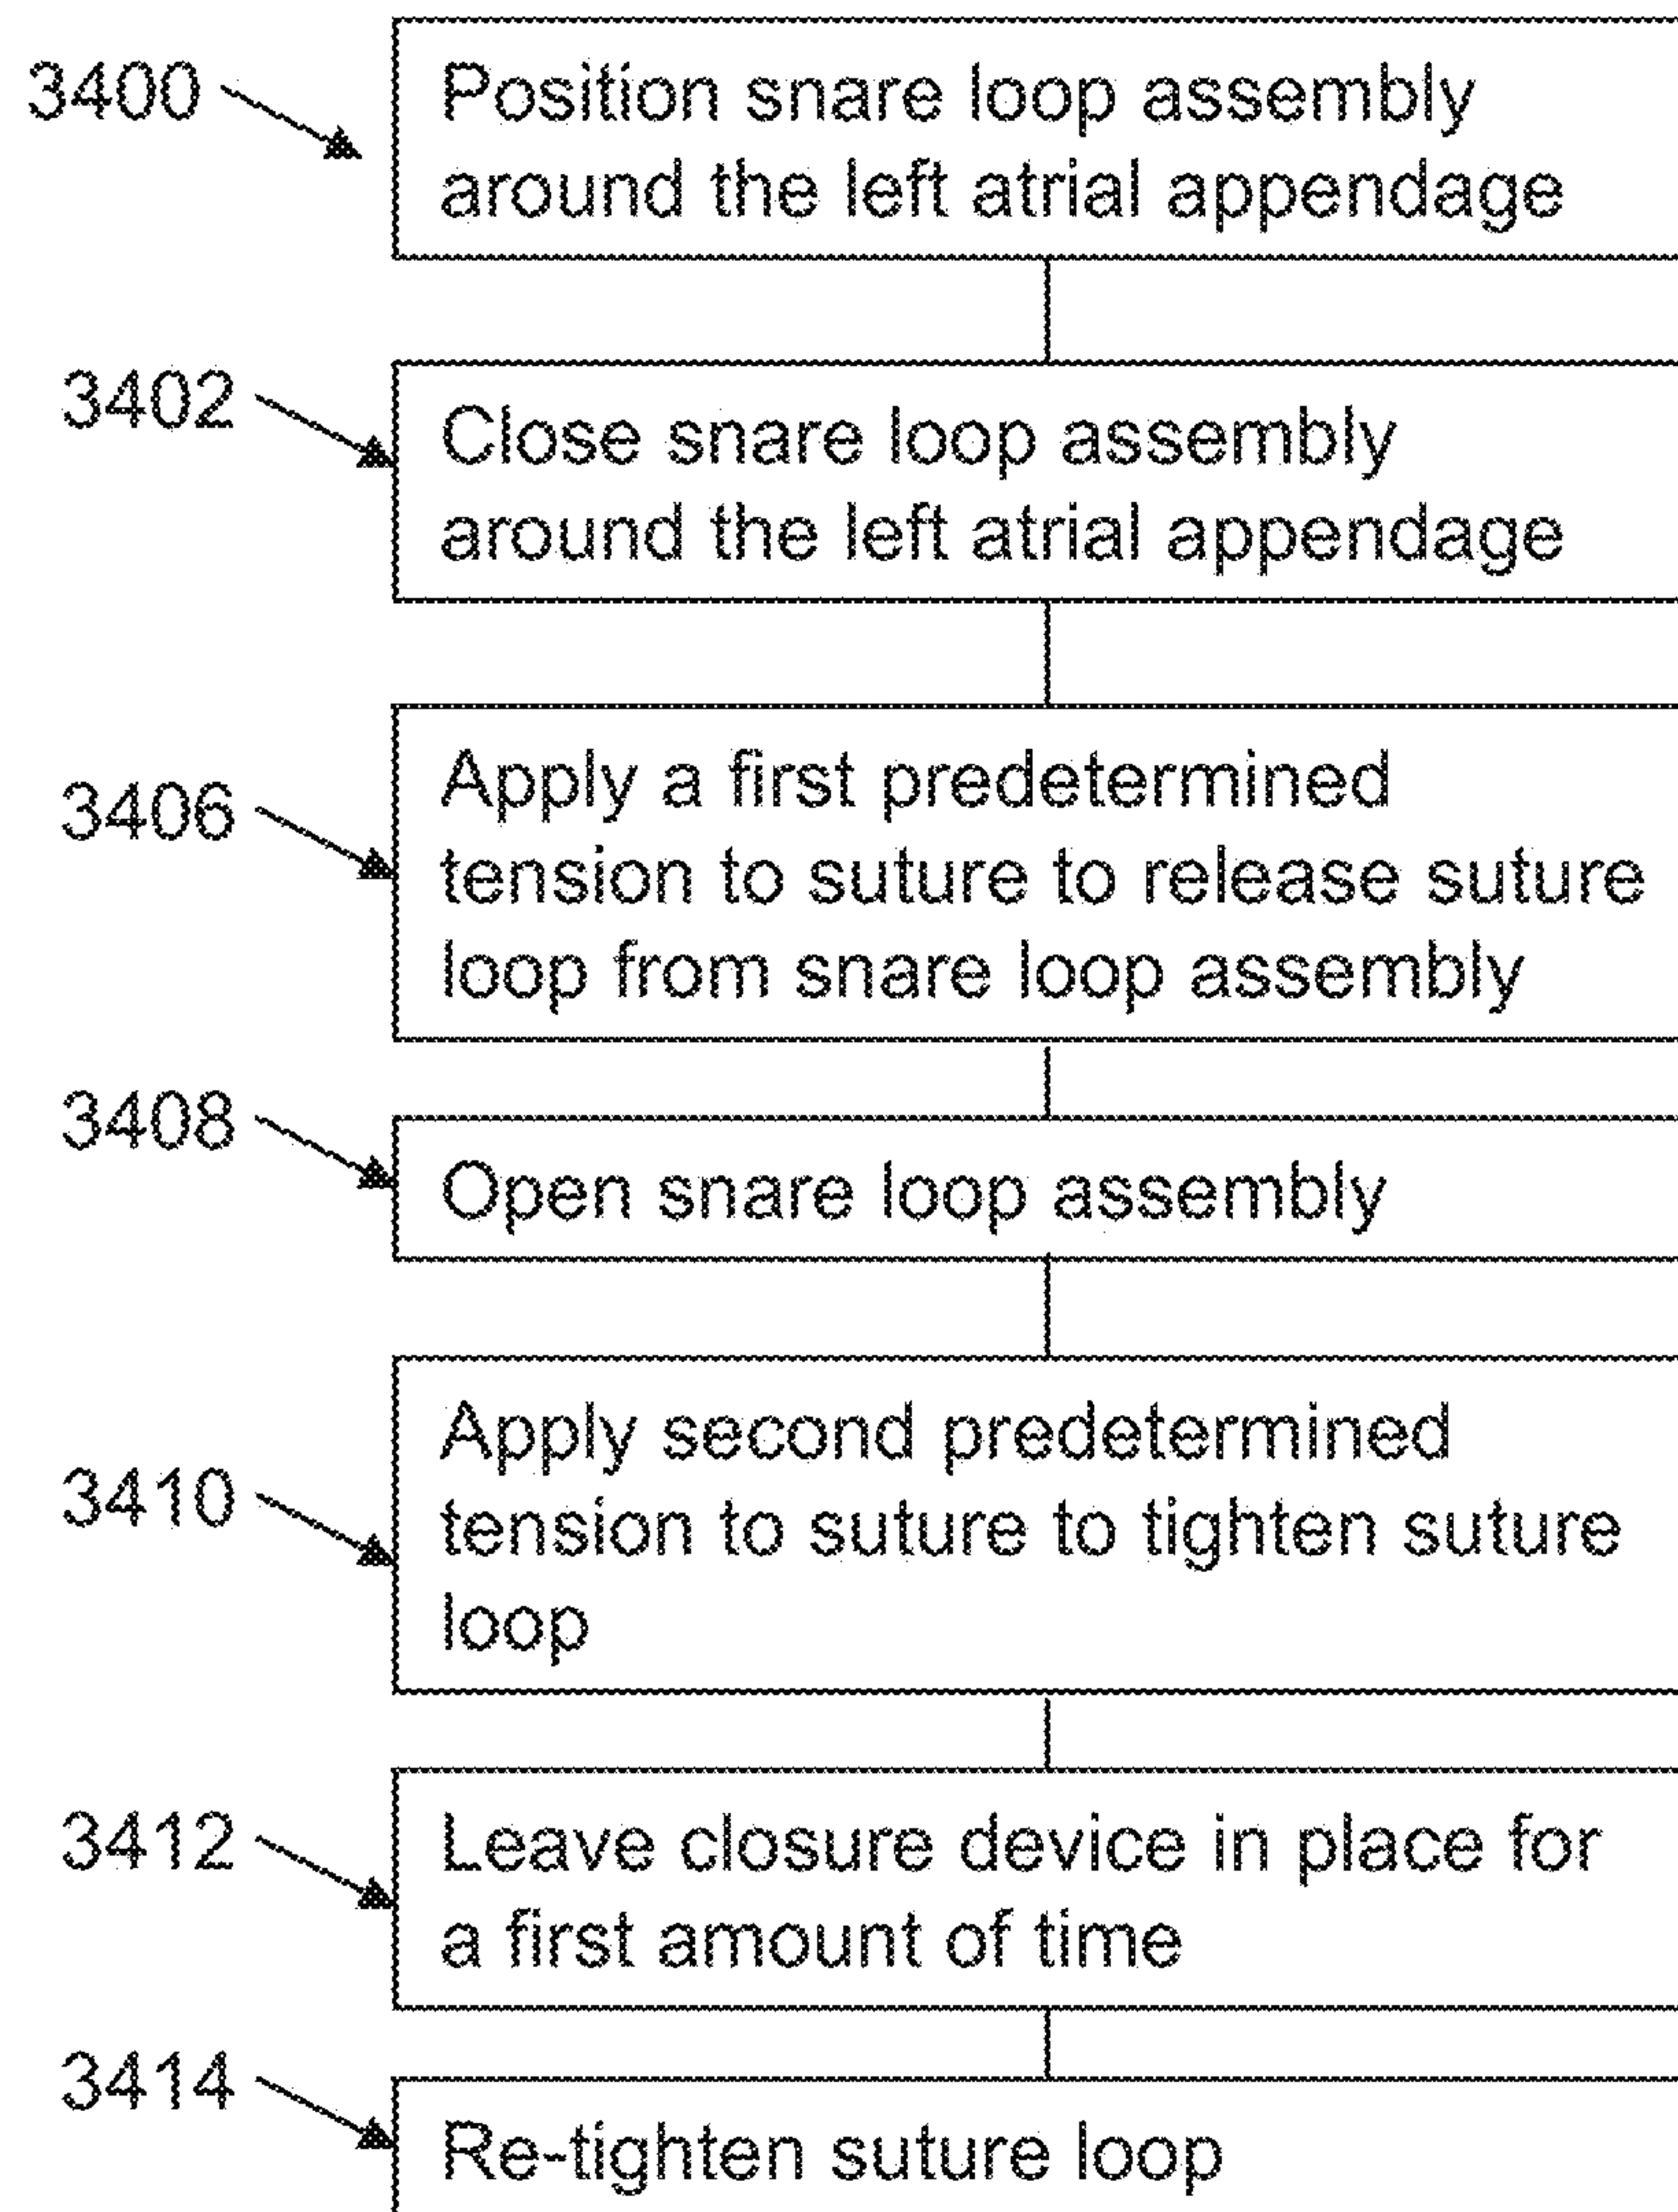 3400
Position snare loop assembly
around the left atrial appendage
3402
Close snare loop assembly
around the left atrial appendage
3406
Apply a first predetermined
tension to suture to release suture
loop from snare loop assembly
3408
Open snare loop assembly
3410
Apply second predetermined
tension to suture to tighten suture
loop
3412
Leave closure device in place for
a first amount of time
3414
Re-tighten suture loop